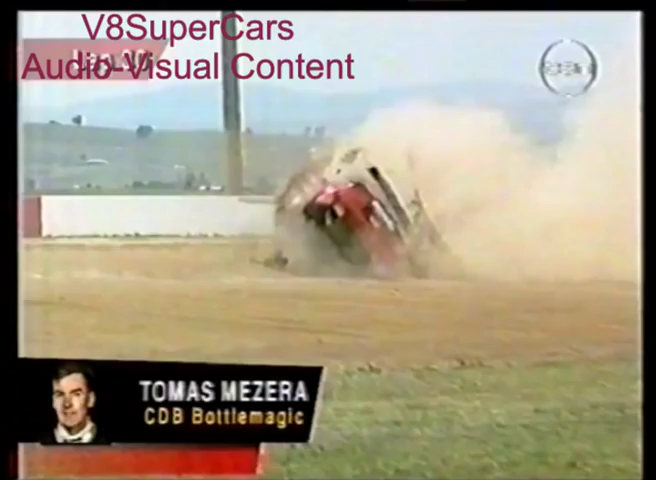 V8SuperCars
Audio-Visual Content
TOMAS MEZERA
CDB Bottlemagic